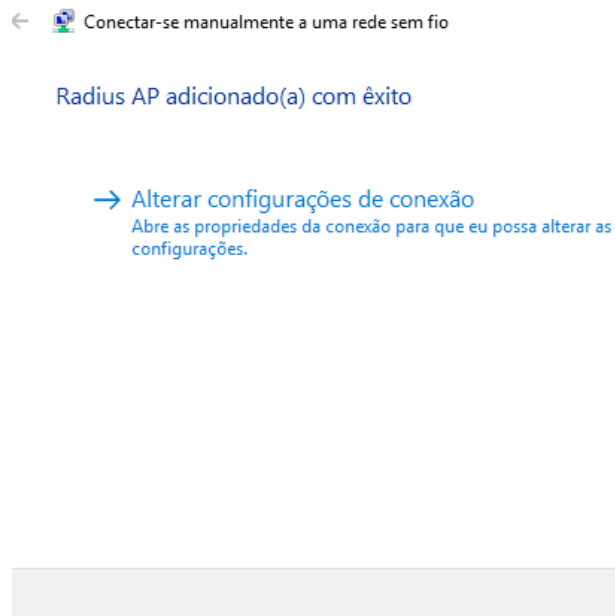 Conectar-se manualmente a uma rede sem fio
Radius AP adicionado(a) com êxito
Alterar configurações de conexão
Abre as propriedades da conexão para que eu possa alterar as
configurações.